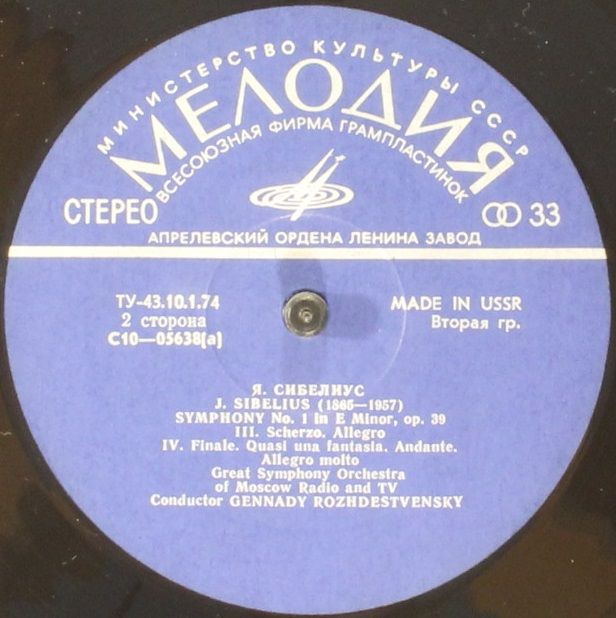 МИНИСТЕРСТВО КУЛЬТУРЫ СССР
МЕЛОДИЯ
ВСЕСОЮЗНАЯ ФИРМА ГРАМПЛАСТИНОК
СТЕРЕО
33
АПРЕЛЕВСКИЙ ОРДЕНА ЛЕНИНА ЗАВОД
ТУ-43.10.1.74
2 сторона
С10—05638(а)
MADE IN USSR
Вторая гр.
Я. СИБЕЛИУС
J. SIBELIUS (1865—1957)
SYMPHONY No. 1 in E Minor, op. 39
III. Scherzo. Allegro
IV. Finale. Quasi una fantasia. Andante.
Allegro molto
Great Symphony Orchestra
of Moscow Radio and TV
Conductor GENNADY ROZHDESTVENSKY